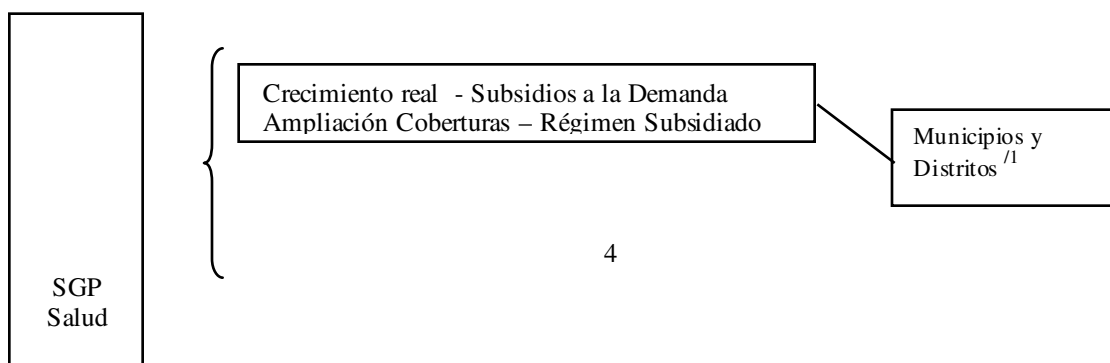 Crecimiento real - Subsidios a la Demanda
Ampliación Coberturas – Régimen Subsidiado
Municipios y
Distritos /1
4
SGP
Salud